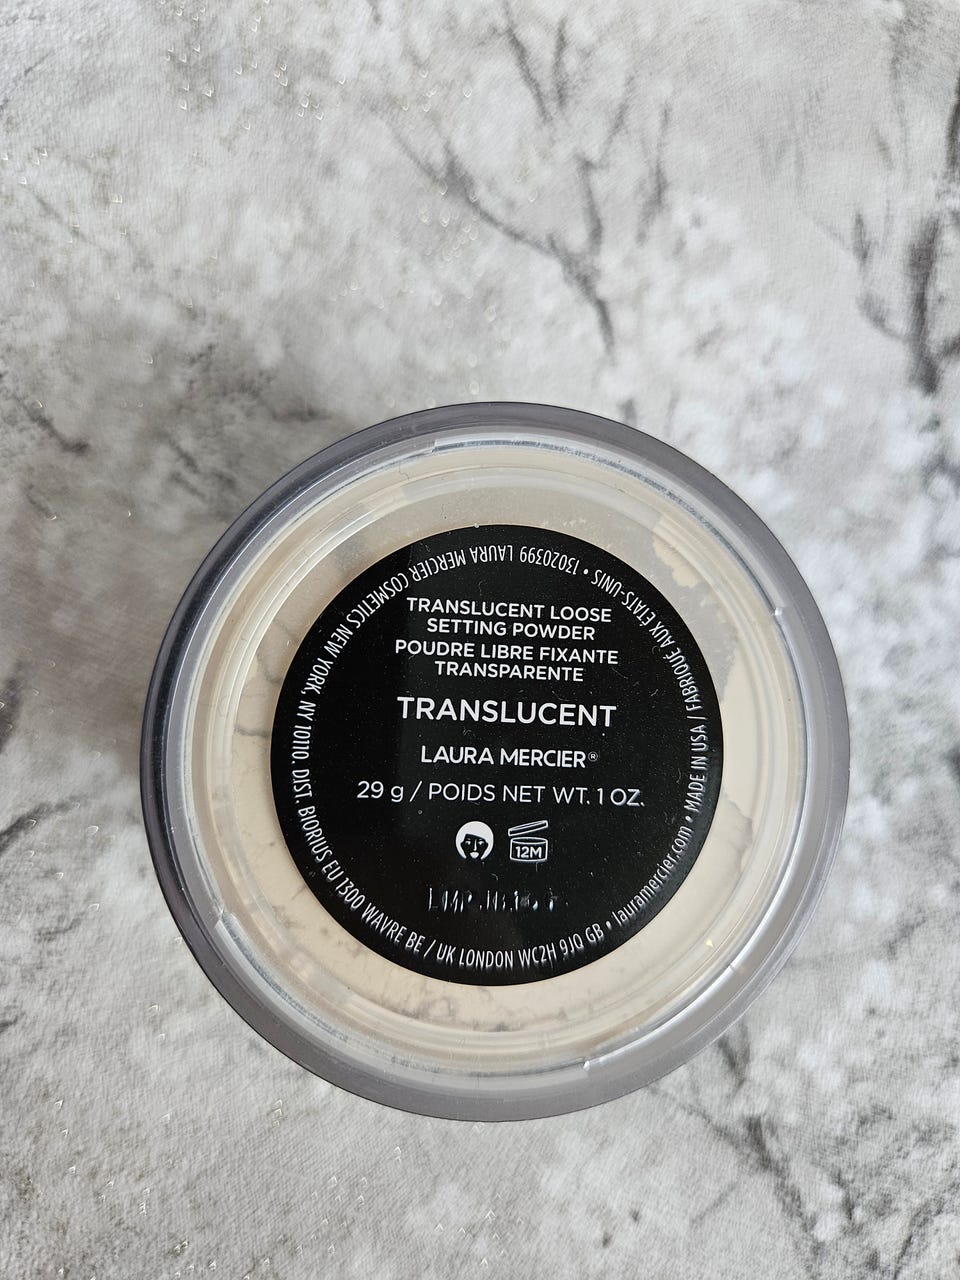 TRANSLUCENT LOOSE
SETTING POWDER
POUDRE LIBRE FIXANTE
TRANSPARENTE
TRANSLUCENT
LAURA MERCIER®
29 g / POIDS NET WT. 1 OZ.
12M
13020399 LAURA MERCIER COSMETICS NEW YORK, NY 10110. DIST. BIORIUS EU 1300 WAVRE BE / UK LONDON WC2H 9JQ GB • lauramercier.com • MADE IN USA / FABRIQUÉ AUX ÉTATS-UNIS •